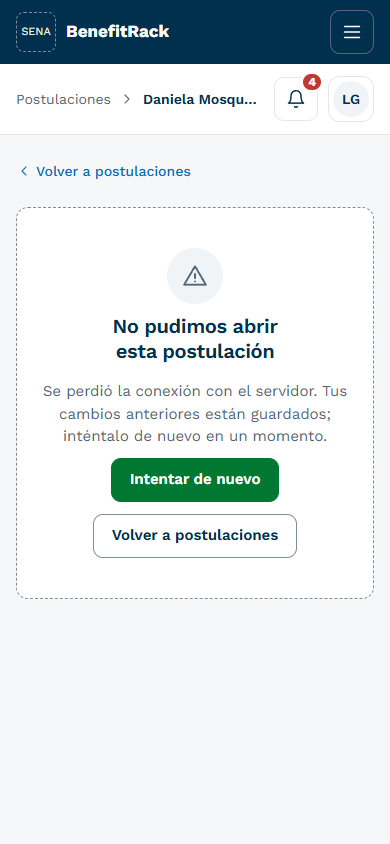 SENA
BenefitRack
Postulaciones
Daniela Mosqu...
4
LG
Volver a postulaciones
No pudimos abrir
esta postulación
Se perdió la conexión con el servidor. Tus
cambios anteriores están guardados;
inténtalo de nuevo en un momento.
Intentar de nuevo
Volver a postulaciones